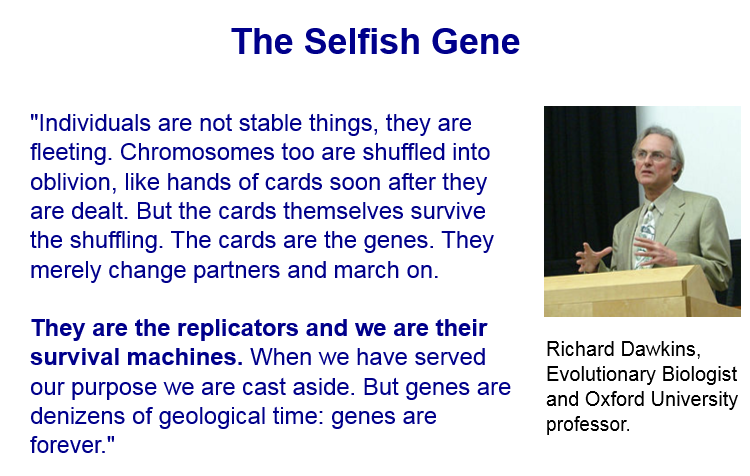 The Selfish Gene
"Individuals are not stable things, they are
fleeting. Chromosomes too are shuffled into
oblivion, like hands of cards soon after they
are dealt. But the cards themselves survive
the shuffling. The cards are the genes. They
merely change partners and march on.
They are the replicators and we are their
survival machines. When we have served
our purpose we are cast aside. But genes are
denizens of geological time: genes are
forever."
Richard Dawkins,
Evolutionary Biologist
and Oxford University
professor.